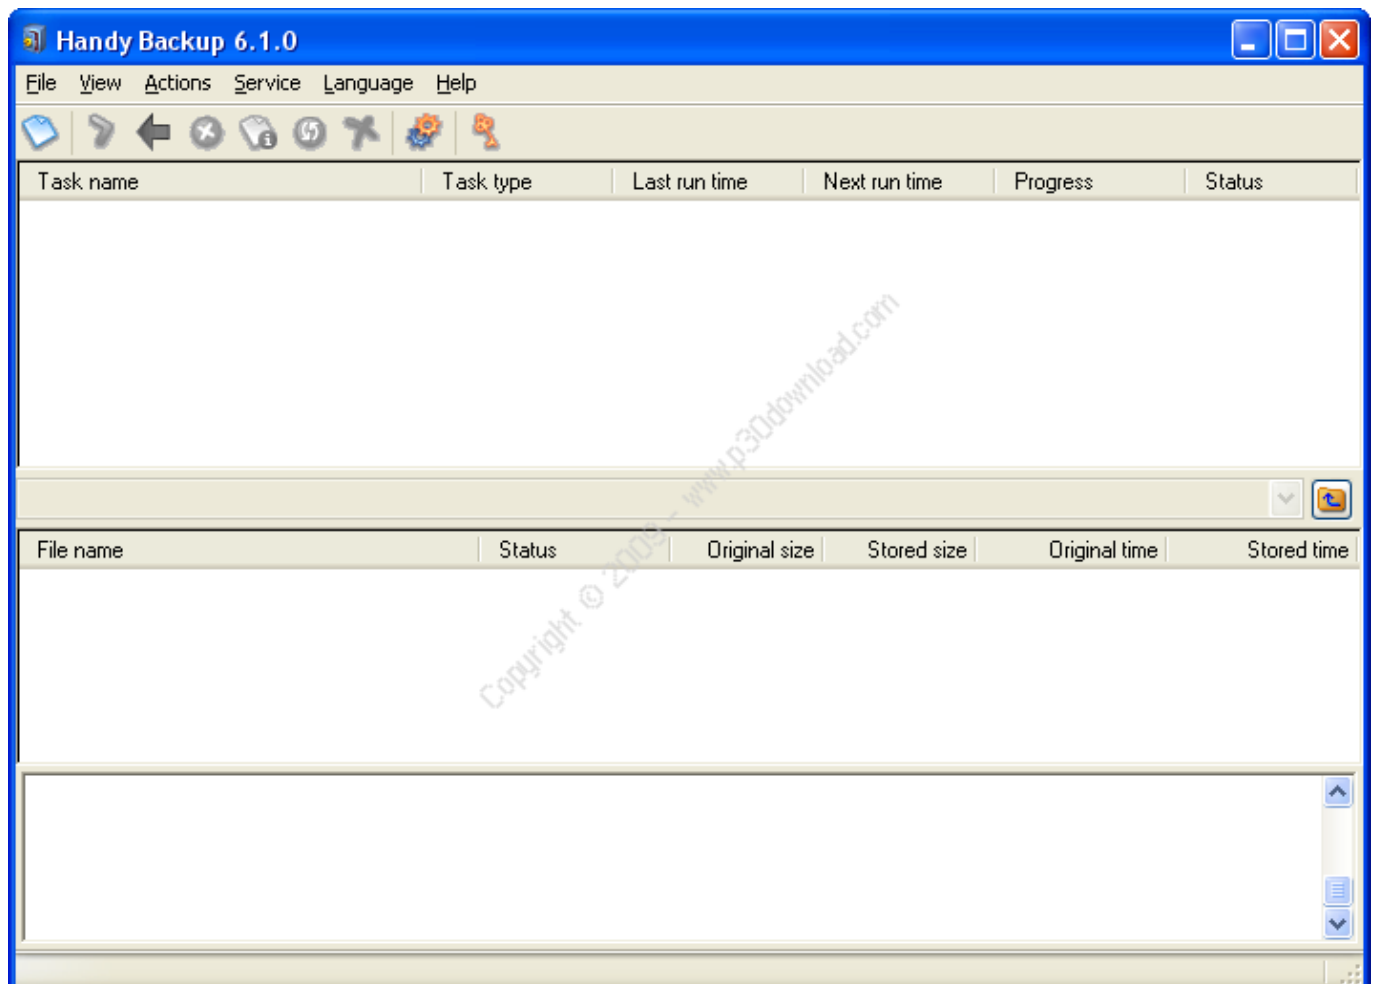 Handy Backup 6.1.0
File View Actions Service Language Help
Task name Task type Last run time Next run time Progress Status
Copyright © 2009 - www.p30download.com
File name Status Original size Stored size Original time Stored time